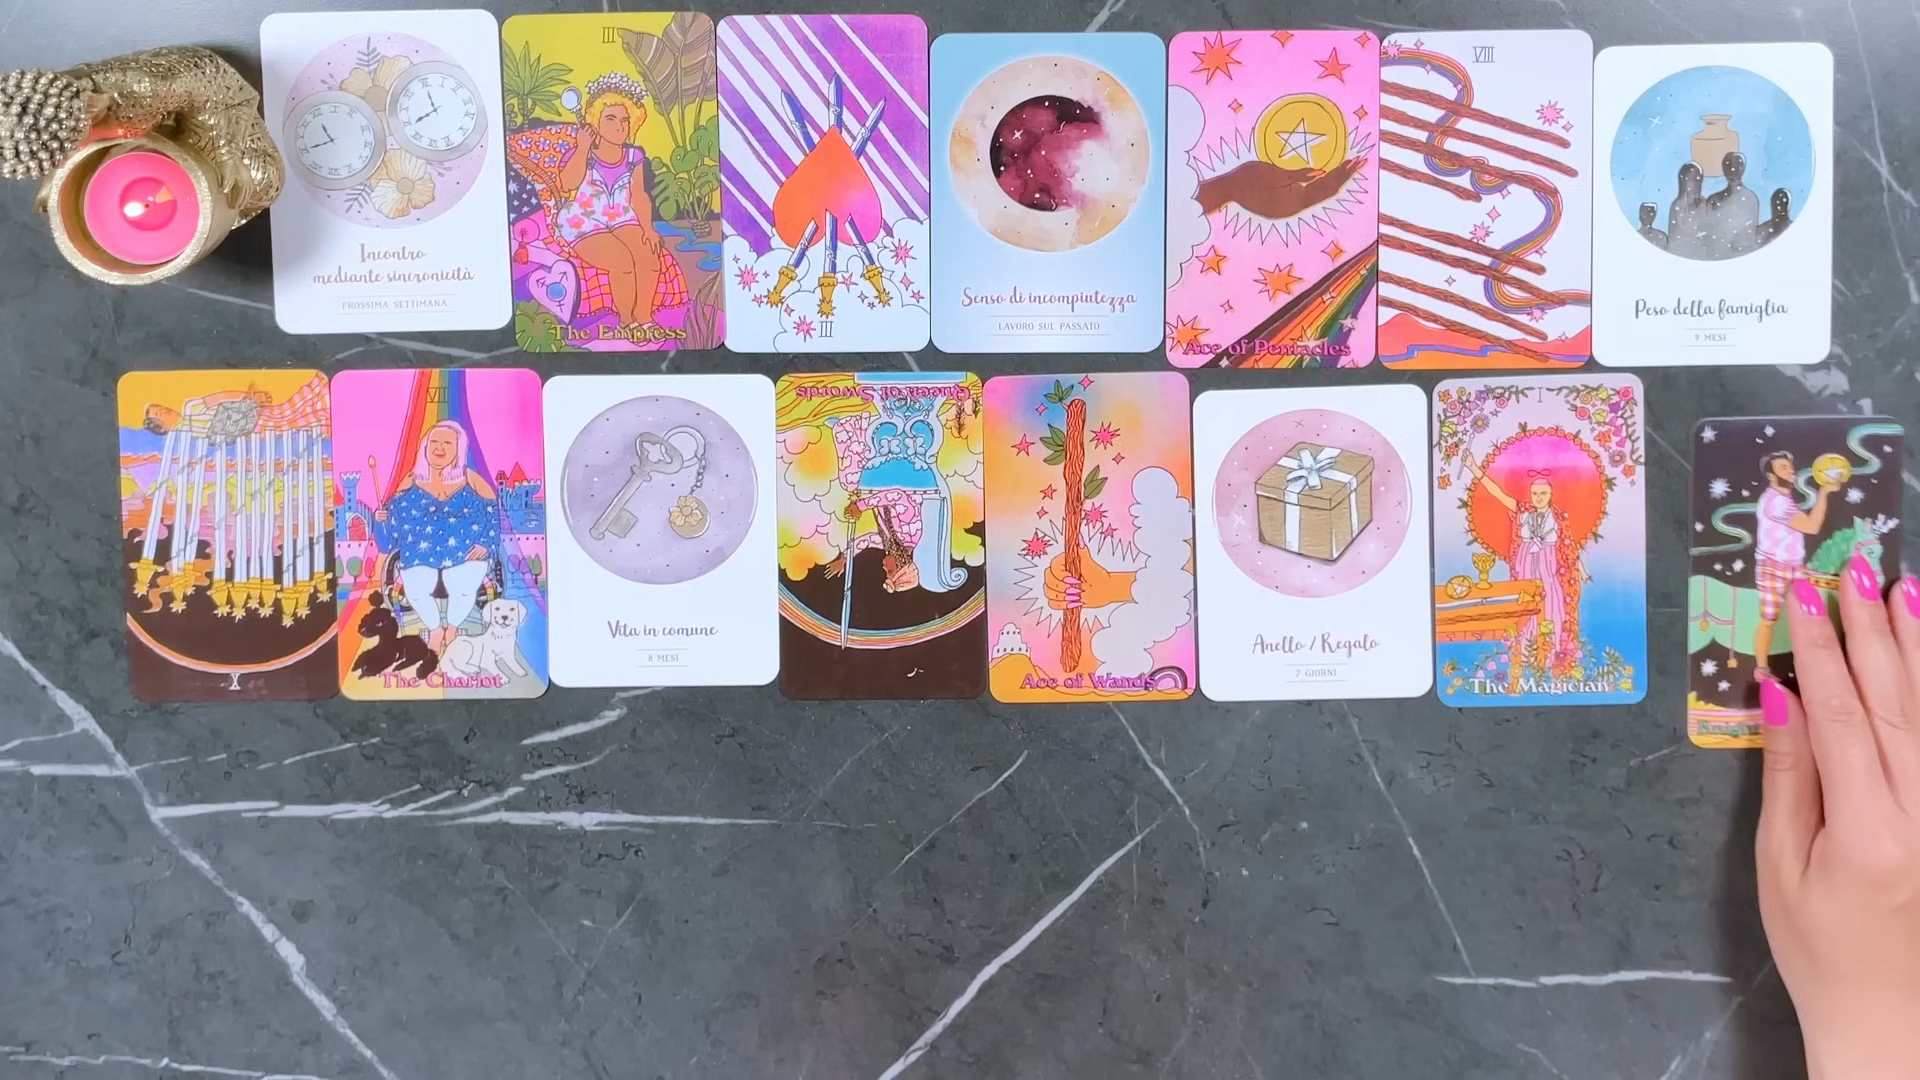 Incontro
mediante sincronicità
PROSSIMA SETTIMANA
III
The Empress
III
Senso di incompiutezza
LAVORO SUL PASSATO
Ace of Pentacles
VIII
Peso della famiglia
9 MESI
X
VII
The Chariot
Vita in comune
8 MESI
Queen of Swords
Ace of Wands
Anello / Regalo
7 GIORNI
I
The Magician
Knight